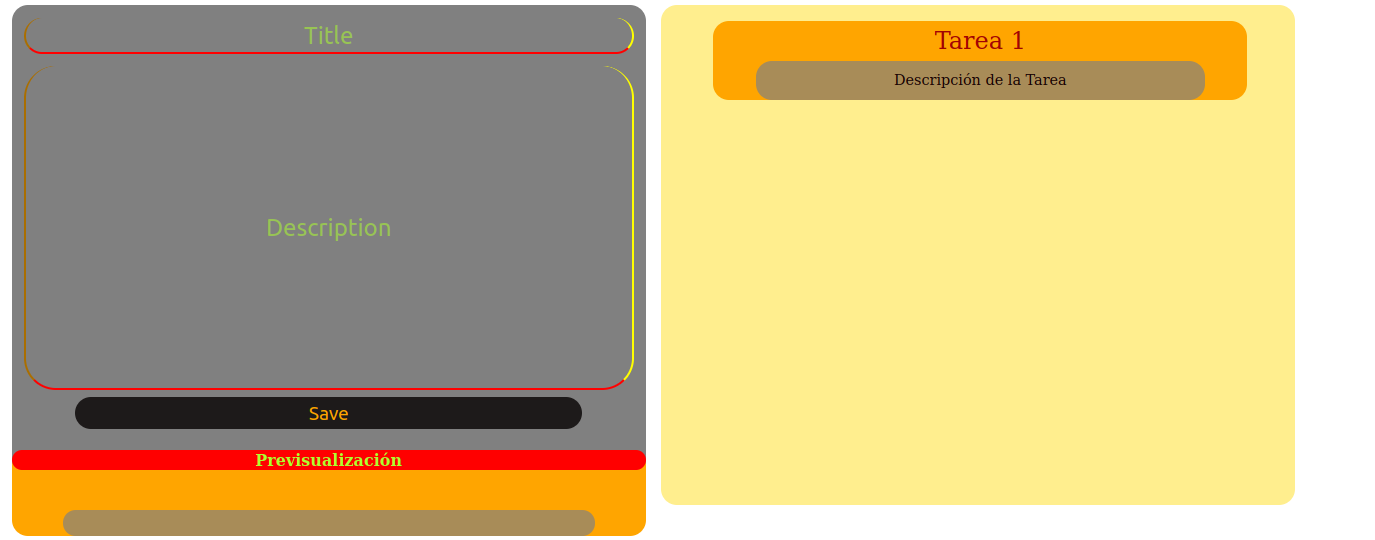 Title
Description
Save
Previsualización
Tarea 1
Descripción de la Tarea